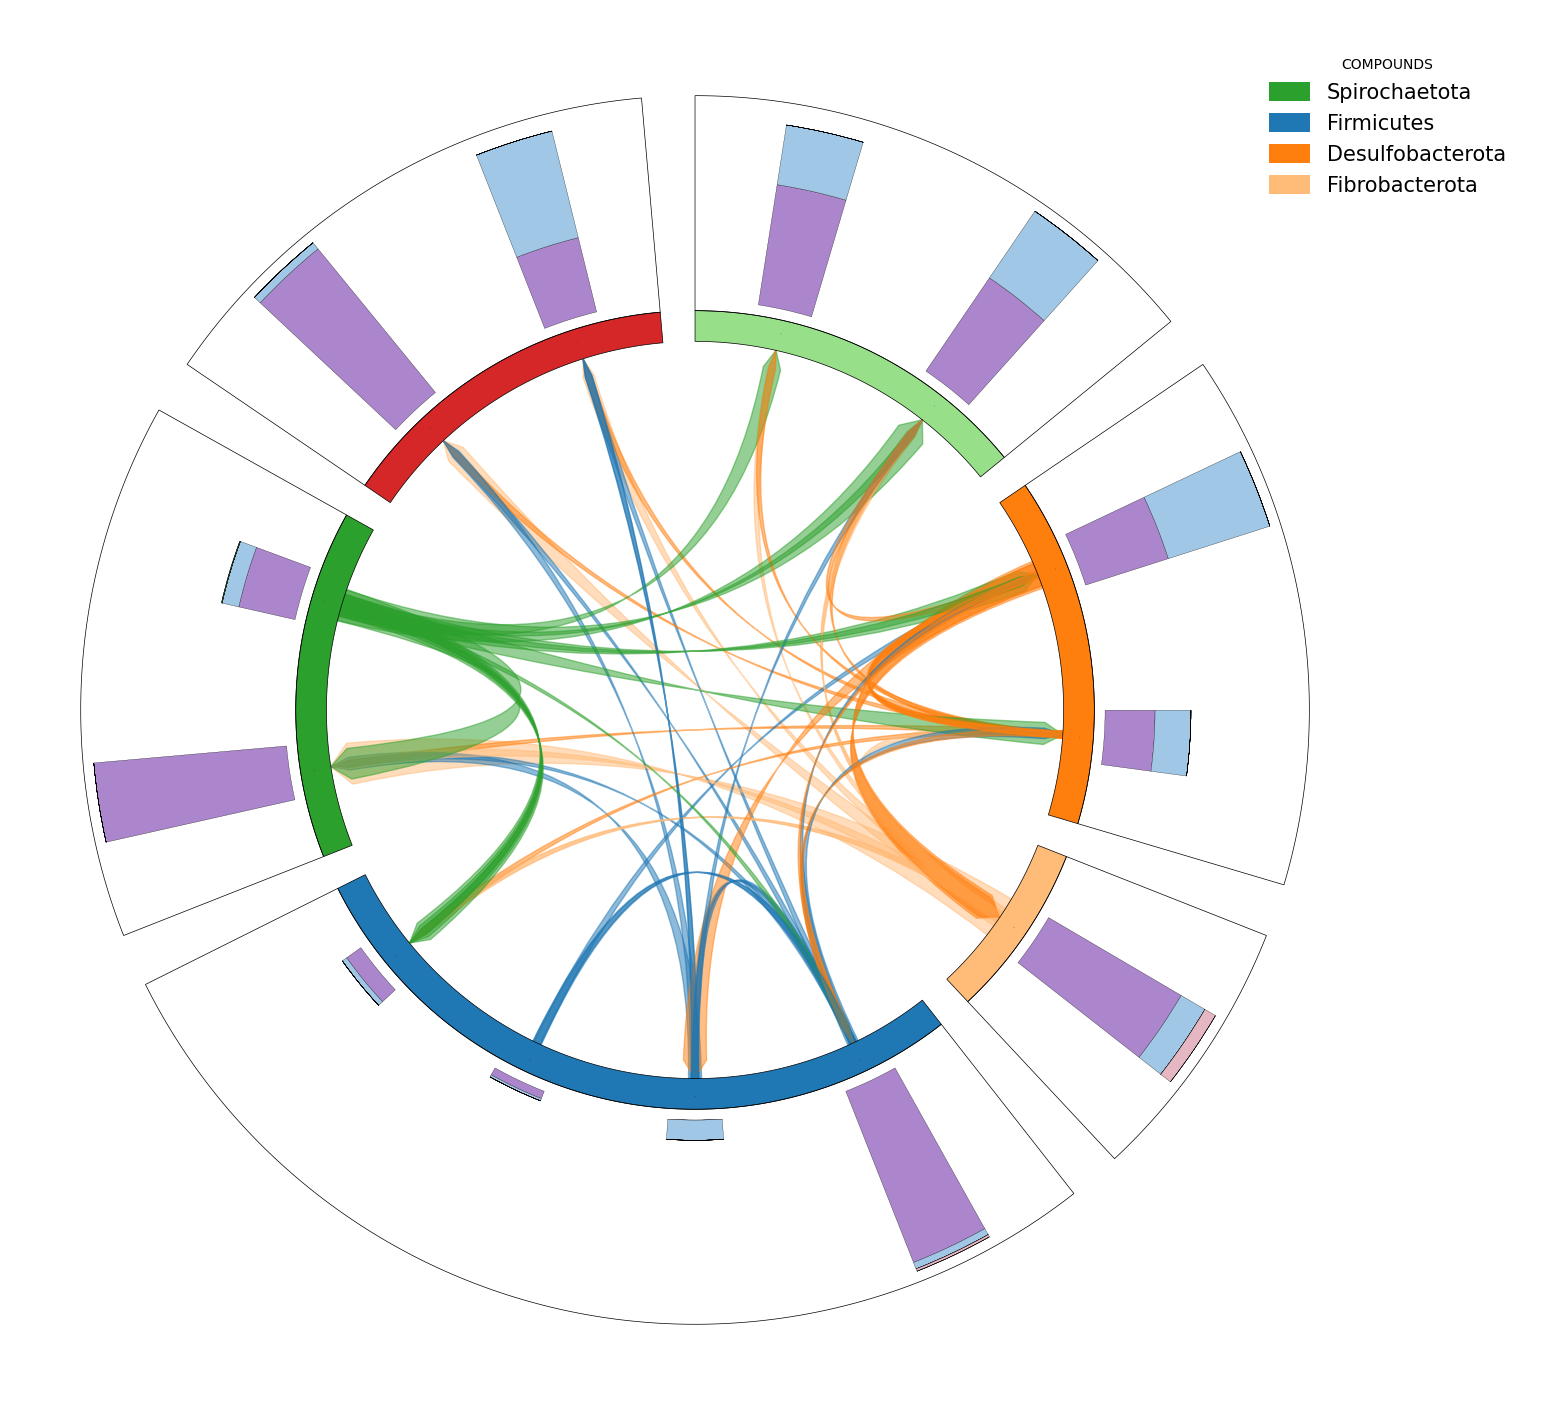 COMPOUNDS
Spirochaetota
Firmicutes
Desulfobacterota
Fibrobacterota